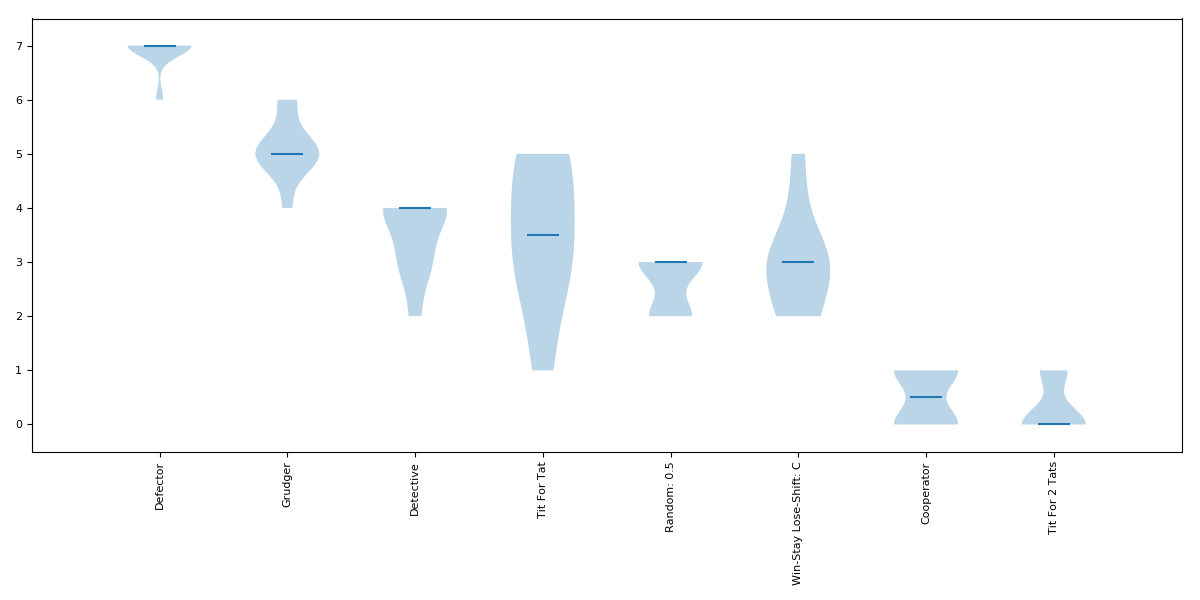 7
6
5
4
3
2
1
0
Defector
Grudger
Detective
Tit For Tat
Random: 0.5
Win-Stay Lose-Shift: C
Cooperator
Tit For 2 Tats